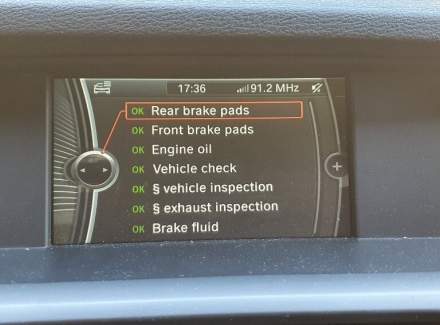 17:36 91.2 MHz
OK Rear brake pads
OK Front brake pads
OK Engine oil
OK Vehicle check
OK § vehicle inspection
OK § exhaust inspection
OK Brake fluid